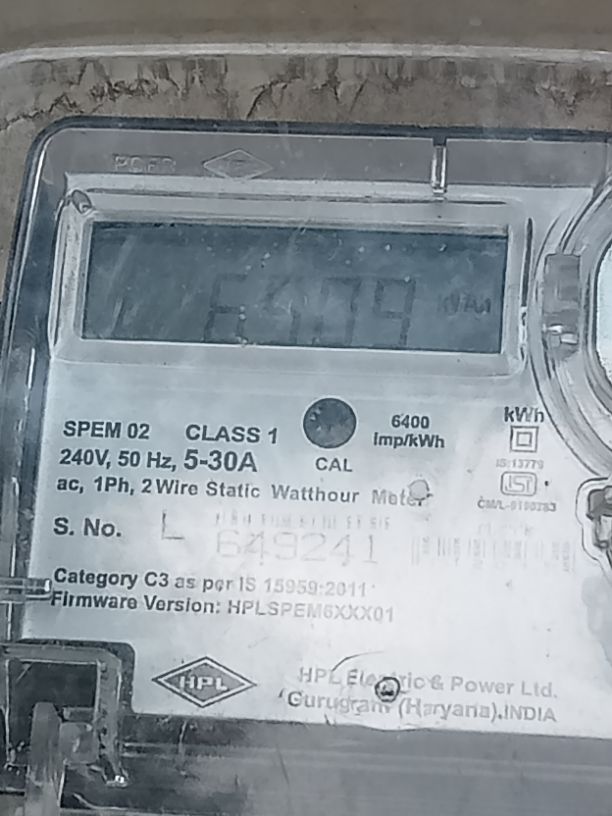 SPEM 02 CLASS 1
6400
imp/kWh
kWh
240V, 50 Hz, 5-30A
CAL
IS:13779
ac, 1Ph, 2 Wire Static Watthour Meter
S. No. L 649241
Category C3 as per IS 15959:2011
Firmware Version: HPLSPEM6XXX01
HPL
HPL Electric & Power Ltd.
Gurugram (Haryana), INDIA